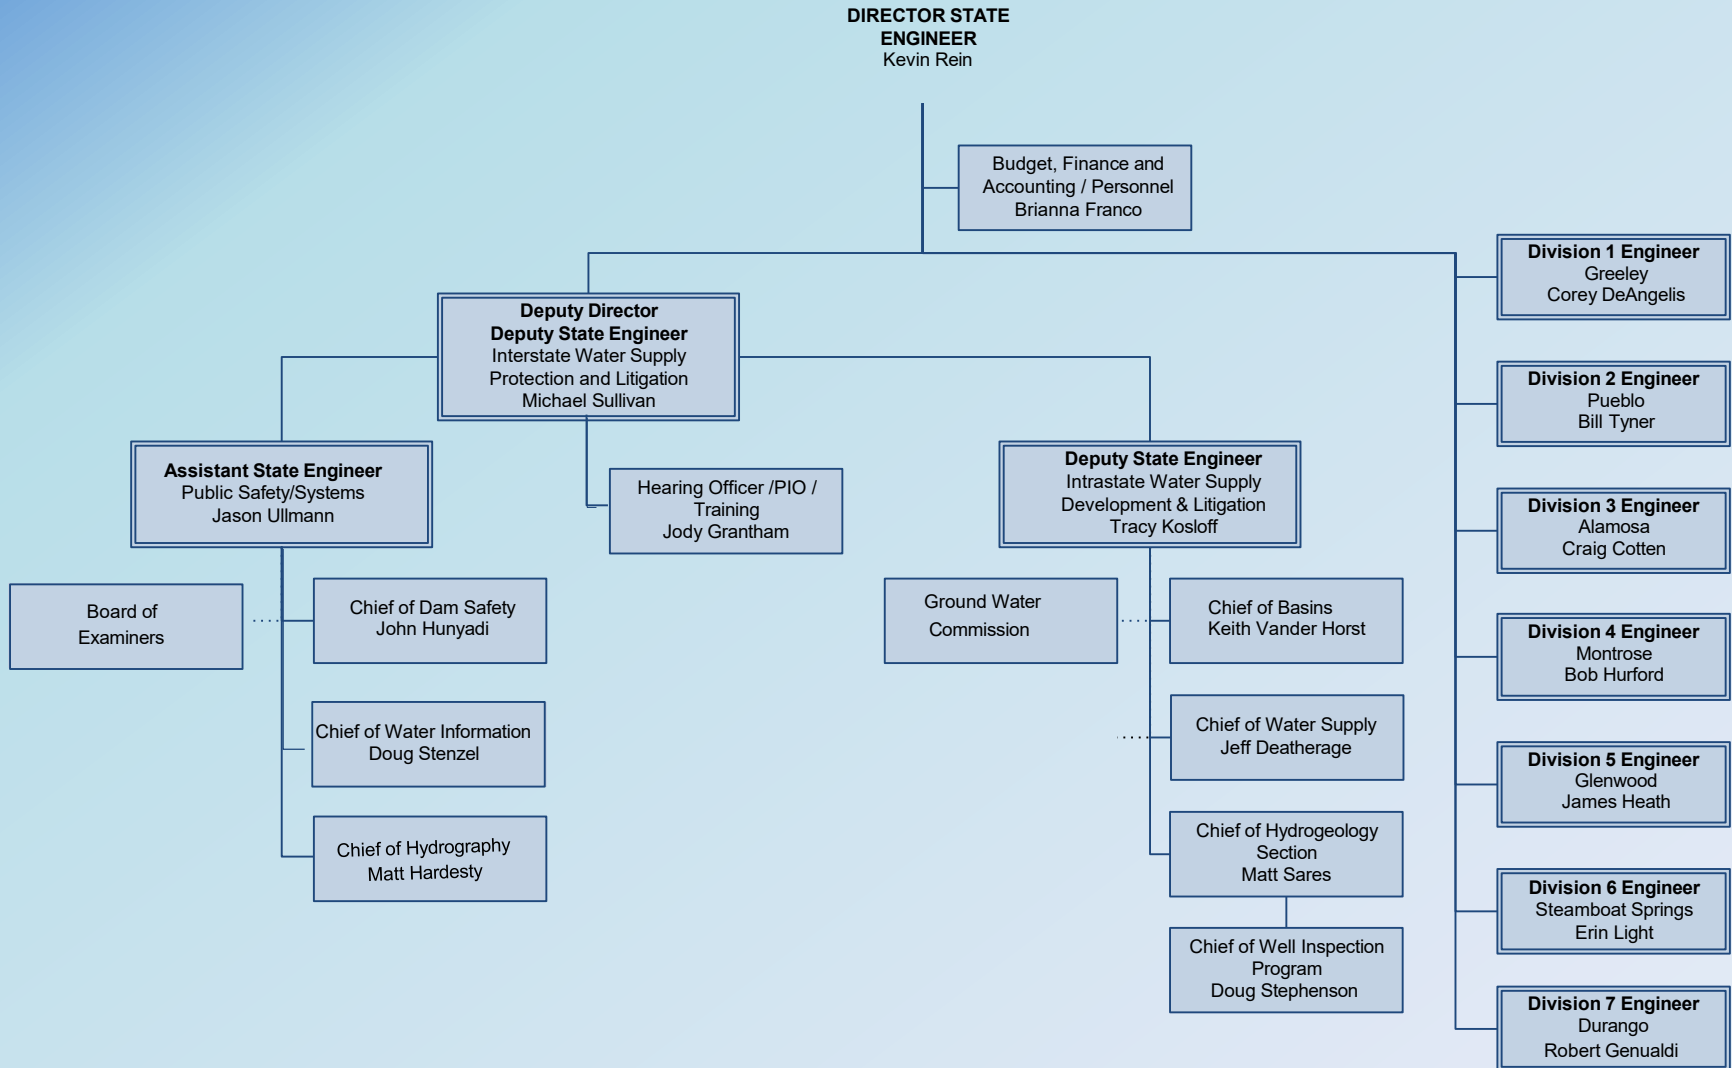 DIRECTOR STATE
ENGINEER
Kevin Rein
Budget, Finance and
Accounting / Personnel
Brianna Franco
Deputy Director
Deputy State Engineer
Interstate Water Supply
Protection and Litigation
Michael Sullivan
Assistant State Engineer
Public Safety/Systems
Jason Ullmann
Hearing Officer /PIO /
Training
Jody Grantham
Deputy State Engineer
Intrastate Water Supply
Development & Litigation
Tracy Kosloff
Board of
Examiners
Chief of Dam Safety
John Hunyadi
Chief of Water Information
Doug Stenzel
Chief of Hydrography
Matt Hardesty
Ground Water
Commission
Chief of Basins
Keith Vander Horst
Chief of Water Supply
Jeff Deatherage
Chief of Hydrogeology
Section
Matt Sares
Chief of Well Inspection
Program
Doug Stephenson
Division 1 Engineer
Greeley
Corey DeAngelis
Division 2 Engineer
Pueblo
Bill Tyner
Division 3 Engineer
Alamosa
Craig Cotten
Division 4 Engineer
Montrose
Bob Hurford
Division 5 Engineer
Glenwood
James Heath
Division 6 Engineer
Steamboat Springs
Erin Light
Division 7 Engineer
Durango
Robert Genualdi